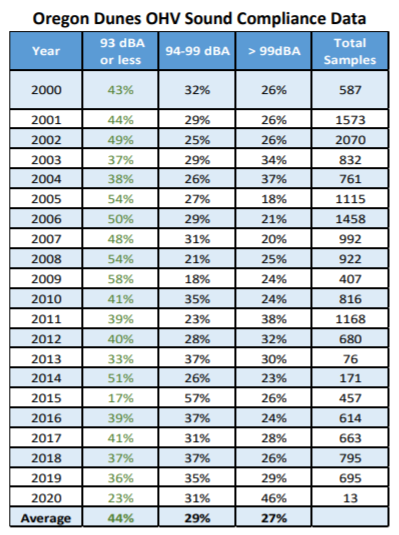 Oregon Dunes OHV Sound Compliance Data
Year 93 dBA or less 94-99 dBA > 99dBA Total Samples
2000 43% 32% 26% 587
2001 44% 29% 26% 1573
2002 49% 25% 26% 2070
2003 37% 29% 34% 832
2004 38% 26% 37% 761
2005 54% 27% 18% 1115
2006 50% 29% 21% 1458
2007 48% 31% 20% 992
2008 54% 21% 25% 922
2009 58% 18% 24% 407
2010 41% 35% 24% 816
2011 39% 23% 38% 1168
2012 40% 28% 32% 680
2013 33% 37% 30% 76
2014 51% 26% 23% 171
2015 17% 57% 26% 457
2016 39% 37% 24% 614
2017 41% 31% 28% 663
2018 37% 37% 26% 795
2019 36% 35% 29% 695
2020 23% 31% 46% 13
Average 44% 29% 27%